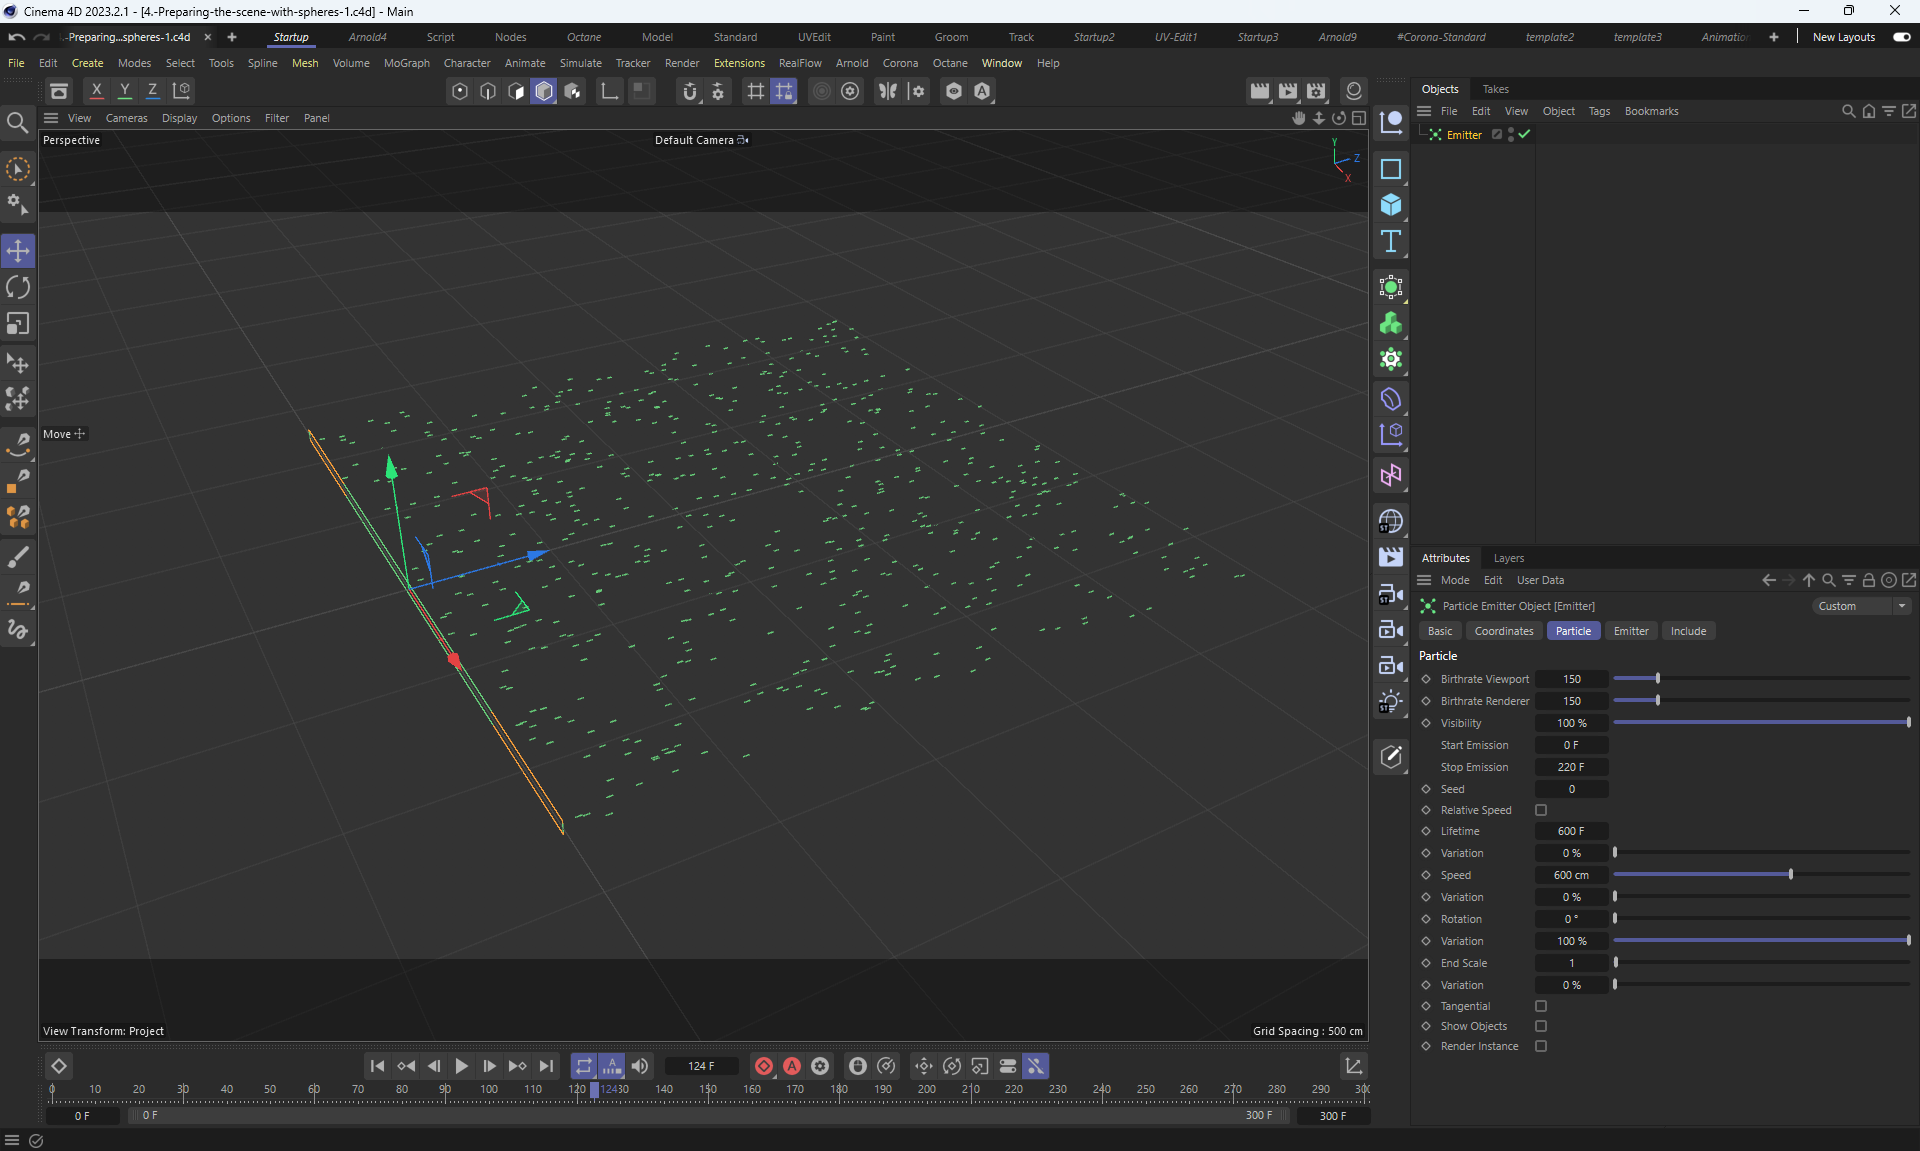 Cinema 4D 2023.2.1 - [4.-Preparing-the-scene-with-spheres-1.c4d] - Main
.-Preparing...spheres-1.c4d × + Startup Arnold4 Script Nodes Octane Model Standard UVEdit Paint Groom Track Startup2 UV-Edit1 Startup3 Arnold9 #Corona-Standard template2 template3 Animation + New Layouts
File Edit Create Modes Select Tools Spline Mesh Volume MoGraph Character Animate Simulate Tracker Render Extensions RealFlow Arnold Corona Octane Window Help
X Y Z
Objects Takes
View Cameras Display Options Filter Panel
File Edit View Object Tags Bookmarks
Perspective
Default Camera
Y
Z
X
Emitter
Move
Attributes Layers
Mode Edit User Data
Particle Emitter Object [Emitter]
Custom
Basic Coordinates Particle Emitter Include
Particle
Birthrate Viewport 150
Birthrate Renderer 150
Visibility 100 %
Start Emission 0 F
Stop Emission 220 F
Seed 0
Relative Speed
Lifetime 600 F
Variation 0 %
Speed 600 cm
Variation 0 %
Rotation 0 °
Variation 100 %
End Scale 1
Variation 0 %
Tangential
Show Objects
Render Instance
View Transform: Project
Grid Spacing : 500 cm
124 F
0 10 20 30 40 50 60 70 80 90 100 110 120 12430 140 150 160 170 180 190 200 210 220 230 240 250 260 270 280 290 30
0 F 0 F 300 F 300 F